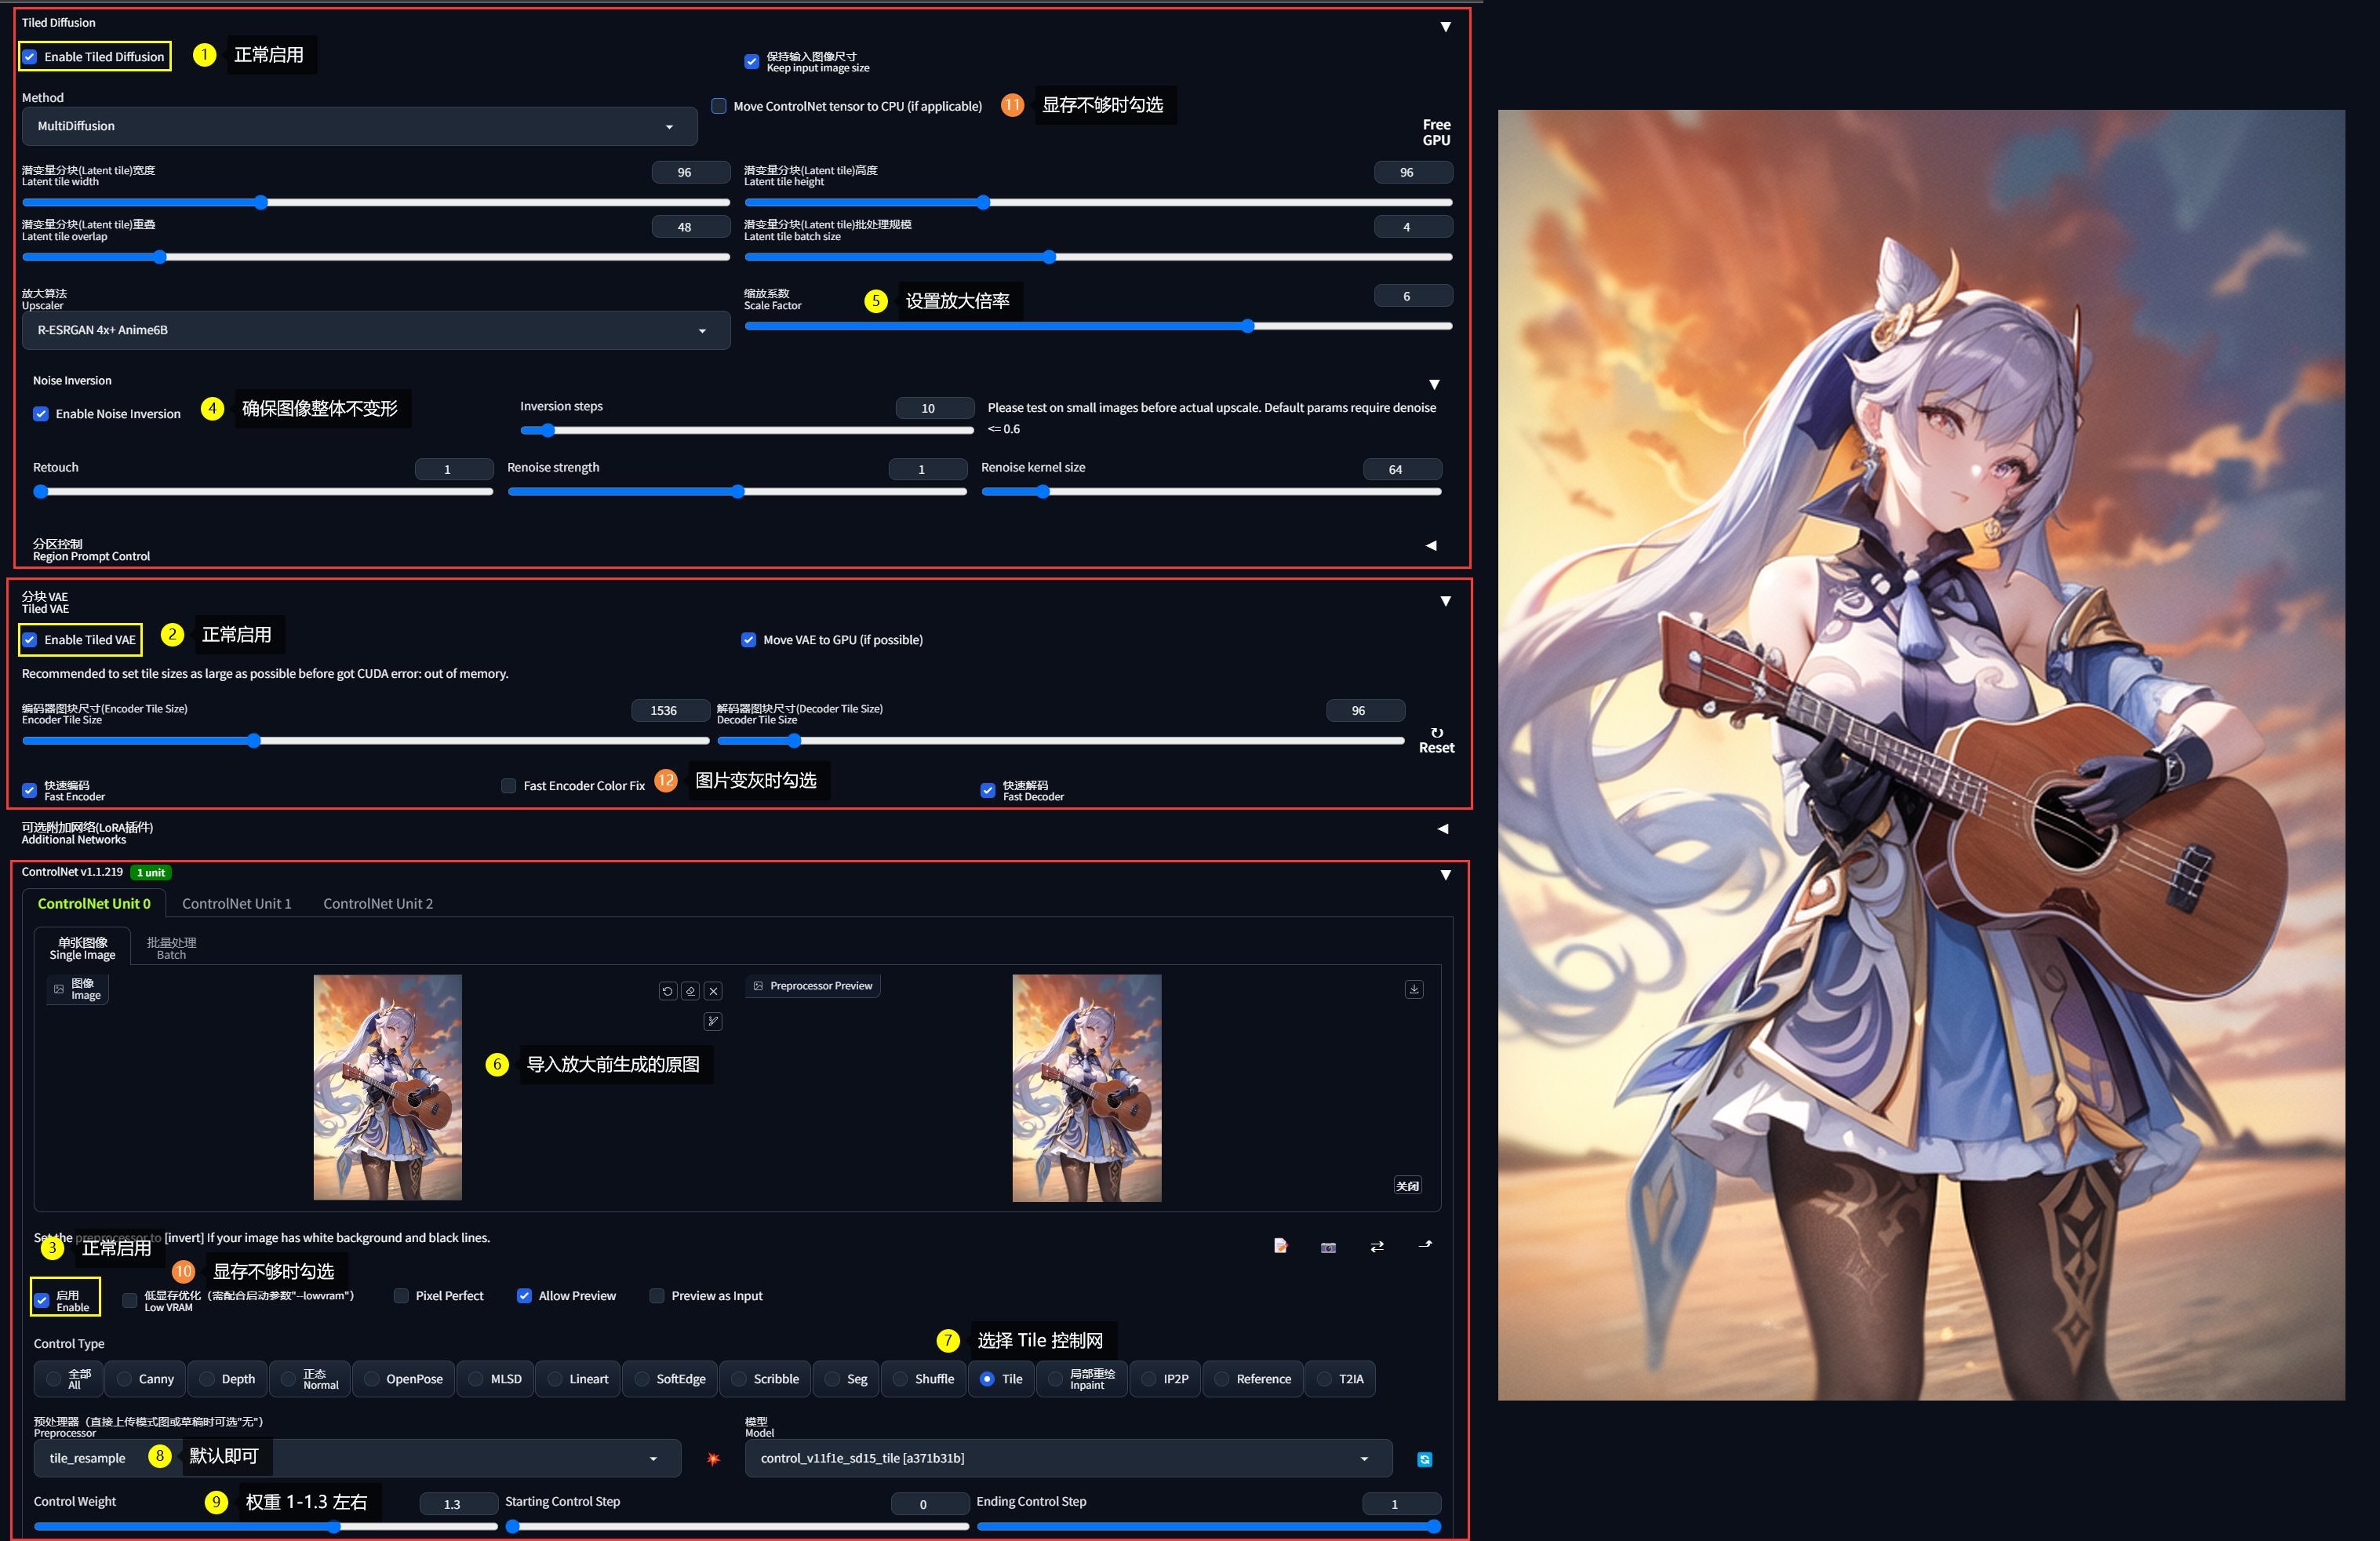 Tiled Diffusion
Enable Tiled Diffusion
1
正常启用
保持输入图像尺寸
Keep input image size
Method
MultiDiffusion
Move ControlNet tensor to CPU (if applicable)
11
显存不够时勾选
Free
GPU
潜变量分块(Latent tile)宽度
Latent tile width
96
潜变量分块(Latent tile)高度
Latent tile height
96
潜变量分块(Latent tile)重叠
Latent tile overlap
48
潜变量分块(Latent tile)批处理规模
Latent tile batch size
4
放大算法
Upscaler
R-ESRGAN 4x+ Anime6B
缩放系数
Scale Factor
5
设置放大倍率
6
Noise Inversion
Enable Noise Inversion
4
确保图像整体不变形
Inversion steps
10
Please test on small images before actual upscale. Default params require denoise
<= 0.6
Retouch
1
Renoise strength
1
Renoise kernel size
64
分区控制
Region Prompt Control
分块 VAE
Tiled VAE
Enable Tiled VAE
2
正常启用
Move VAE to GPU (if possible)
Recommended to set tile sizes as large as possible before got CUDA error: out of memory.
编码器图块尺寸(Encoder Tile Size)
Encoder Tile Size
1536
解码器图块尺寸(Decoder Tile Size)
Decoder Tile Size
96
↻
Reset
快速编码
Fast Encoder
Fast Encoder Color Fix
12
图片变灰时勾选
快速解码
Fast Decoder
可选附加网络(LoRA插件)
Additional Networks
ControlNet v1.1.219
1 unit
ControlNet Unit 0
ControlNet Unit 1
ControlNet Unit 2
单张图像
Single Image
批量处理
Batch
图像
Image
Preprocessor Preview
6
导入放大前生成的原图
关闭
Set the preprocessor to [invert] If your image has white background and black lines.
3
正常启用
10
显存不够时勾选
启用
Enable
低显存优化（需配合启动参数"--lowvram"）
Low VRAM
Pixel Perfect
Allow Preview
Preview as Input
Control Type
7
选择 Tile 控制网
全部
All
Canny
Depth
正态
Normal
OpenPose
MLSD
Lineart
SoftEdge
Scribble
Seg
Shuffle
Tile
局部重绘
Inpaint
IP2P
Reference
T2IA
预处理器（直接上传模式图或草稿时可选"无"）
Preprocessor
tile_resample
8
默认即可
模型
Model
control_v11f1e_sd15_tile [a371b31b]
Control Weight
9
权重 1-1.3 左右
1.3
Starting Control Step
0
Ending Control Step
1